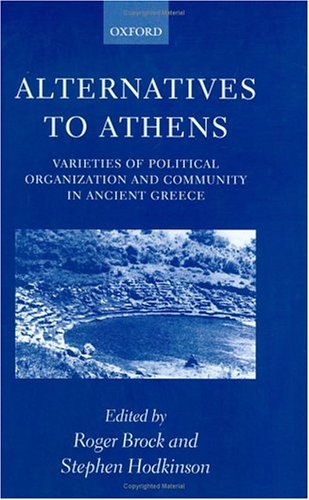 OXFORD
ALTERNATIVES
TO ATHENS
VARIETIES OF POLITICAL
ORGANIZATION AND COMMUNITY
IN ANCIENT GREECE
Edited by
Roger Brock and
Stephen Hodkinson